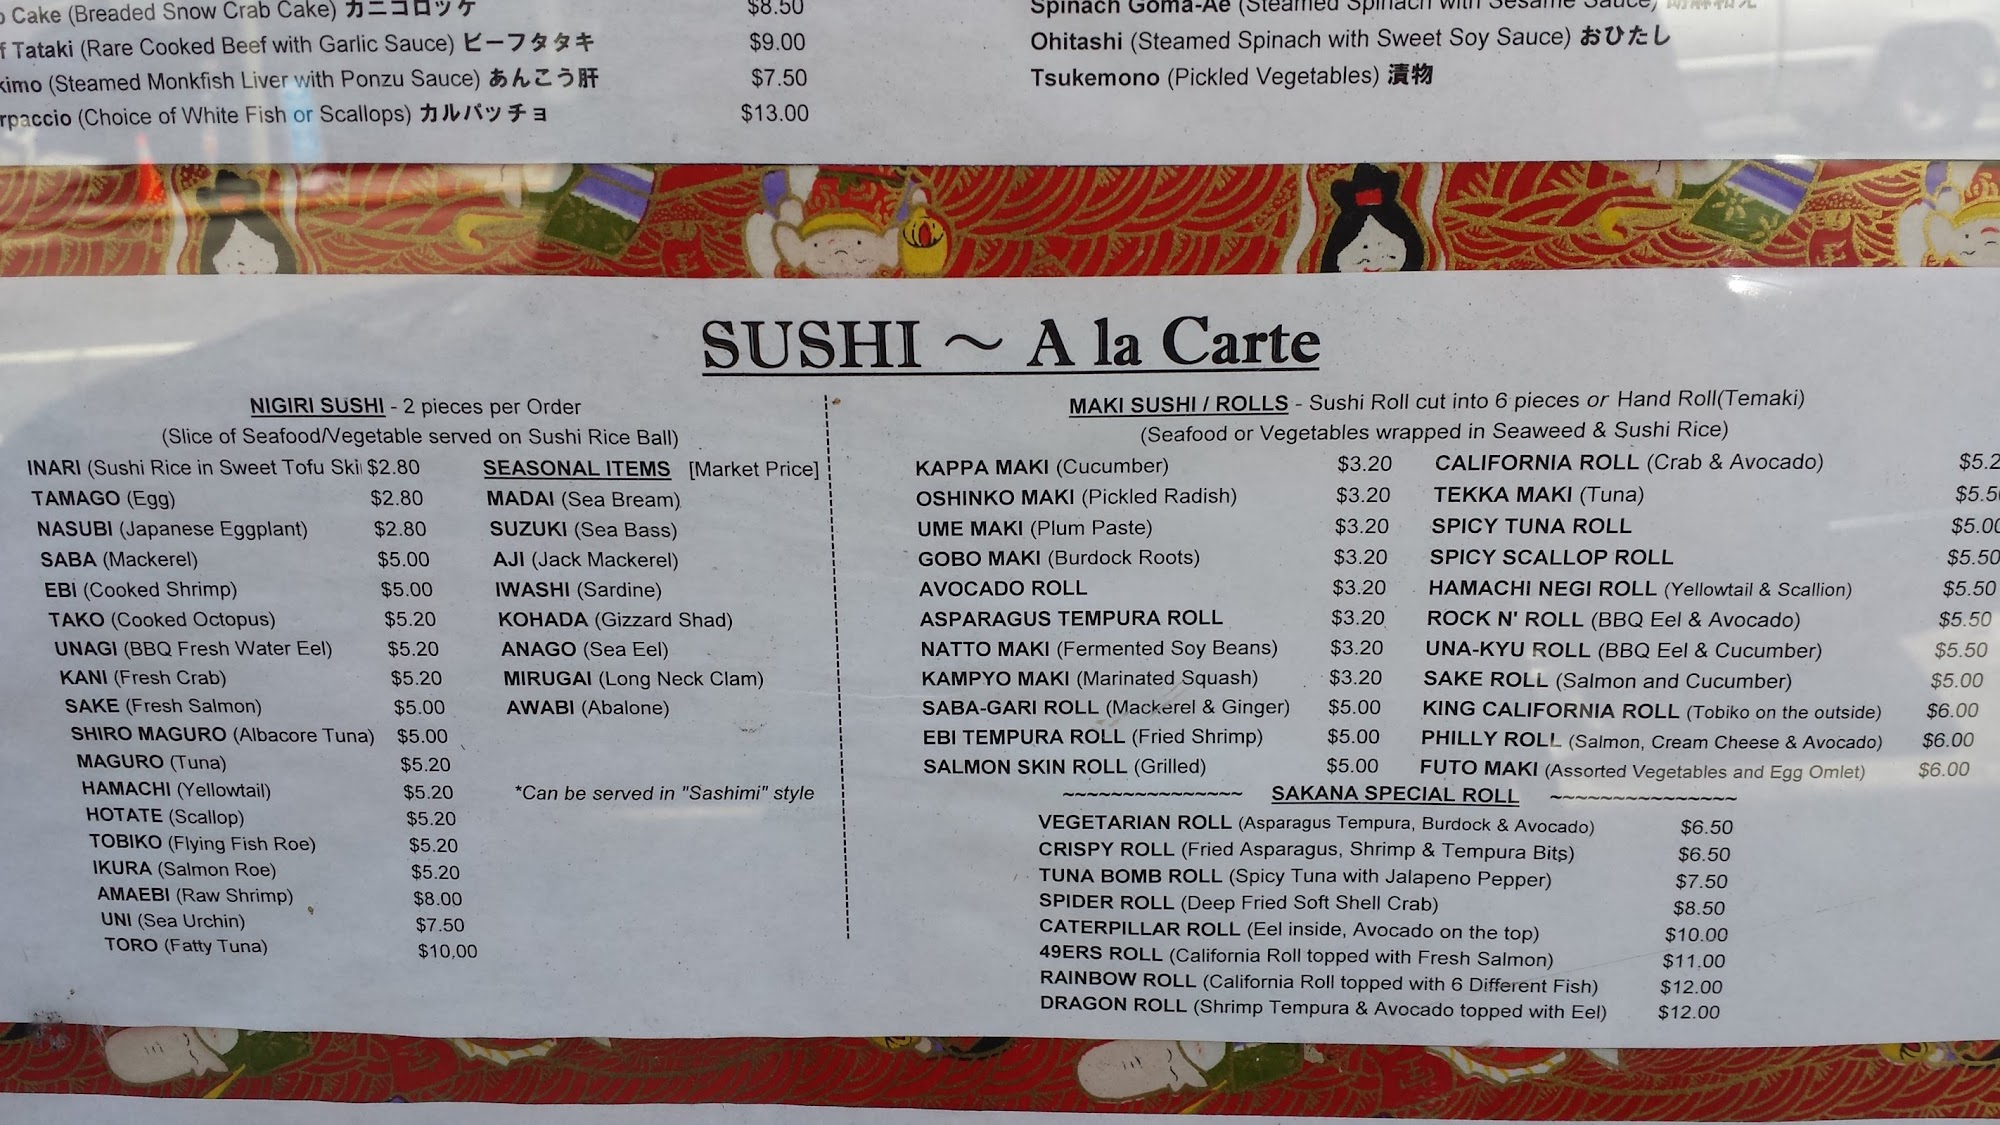 Cake (Breaded Snow Crab Cake) カニコロッケ $8.50
Tataki (Rare Cooked Beef with Garlic Sauce) ビーフタタキ $9.00
(Steamed Monkfish Liver with Ponzu Sauce) あんこう肝 $7.50
(Choice of White Fish or Scallops) カルパッチョ $13.00
Spinach Goma-Ae (Steamed Spinach with Sesame Sauce)
Ohitashi (Steamed Spinach with Sweet Soy Sauce) おひたし
Tsukemono (Pickled Vegetables) 漬物
SUSHI ～ A la Carte
NIGIRI SUSHI - 2 pieces per Order
(Slice of Seafood/Vegetable served on Sushi Rice Ball)
INARI (Sushi Rice in Sweet Tofu Ski $2.80
TAMAGO (Egg) $2.80
NASUBI (Japanese Eggplant) $2.80
SABA (Mackerel) $5.00
EBI (Cooked Shrimp) $5.00
TAKO (Cooked Octopus) $5.20
UNAGI (BBQ Fresh Water Eel) $5.20
KANI (Fresh Crab) $5.20
SAKE (Fresh Salmon) $5.00
SHIRO MAGURO (Albacore Tuna) $5.00
MAGURO (Tuna) $5.20
HAMACHI (Yellowtail) $5.20
HOTATE (Scallop) $5.20
TOBIKO (Flying Fish Roe) $5.20
IKURA (Salmon Roe) $5.20
AMAEBI (Raw Shrimp) $8.00
UNI (Sea Urchin) $7.50
TORO (Fatty Tuna) $10,00
SEASONAL ITEMS [Market Price]
MADAI (Sea Bream)
SUZUKI (Sea Bass)
AJI (Jack Mackerel)
IWASHI (Sardine)
KOHADA (Gizzard Shad)
ANAGO (Sea Eel)
MIRUGAI (Long Neck Clam)
AWABI (Abalone)
*Can be served in "Sashimi" style
MAKI SUSHI / ROLLS - Sushi Roll cut into 6 pieces or Hand Roll(Temaki)
(Seafood or Vegetables wrapped in Seaweed & Sushi Rice)
KAPPA MAKI (Cucumber) $3.20
OSHINKO MAKI (Pickled Radish) $3.20
UME MAKI (Plum Paste) $3.20
GOBO MAKI (Burdock Roots) $3.20
AVOCADO ROLL $3.20
ASPARAGUS TEMPURA ROLL $3.20
NATTO MAKI (Fermented Soy Beans) $3.20
KAMPYO MAKI (Marinated Squash) $3.20
SABA-GARI ROLL (Mackerel & Ginger) $5.00
EBI TEMPURA ROLL (Fried Shrimp) $5.00
SALMON SKIN ROLL (Grilled) $5.00
CALIFORNIA ROLL (Crab & Avocado) $5.2
TEKKA MAKI (Tuna) $5.5
SPICY TUNA ROLL $5.00
SPICY SCALLOP ROLL $5.50
HAMACHI NEGI ROLL (Yellowtail & Scallion) $5.50
ROCK N' ROLL (BBQ Eel & Avocado) $5.50
UNA-KYU ROLL (BBQ Eel & Cucumber) $5.50
SAKE ROLL (Salmon and Cucumber) $5.00
KING CALIFORNIA ROLL (Tobiko on the outside) $6.00
PHILLY ROLL (Salmon, Cream Cheese & Avocado) $6.00
FUTO MAKI (Assorted Vegetables and Egg Omlet) $6.00
~~~~~~~~~~~~~~~ SAKANA SPECIAL ROLL ~~~~~~~~~~~~~~~
VEGETARIAN ROLL (Asparagus Tempura, Burdock & Avocado) $6.50
CRISPY ROLL (Fried Asparagus, Shrimp & Tempura Bits) $6.50
TUNA BOMB ROLL (Spicy Tuna with Jalapeno Pepper) $7.50
SPIDER ROLL (Deep Fried Soft Shell Crab) $8.50
CATERPILLAR ROLL (Eel inside, Avocado on the top) $10.00
49ERS ROLL (California Roll topped with Fresh Salmon) $11.00
RAINBOW ROLL (California Roll topped with 6 Different Fish) $12.00
DRAGON ROLL (Shrimp Tempura & Avocado topped with Eel) $12.00